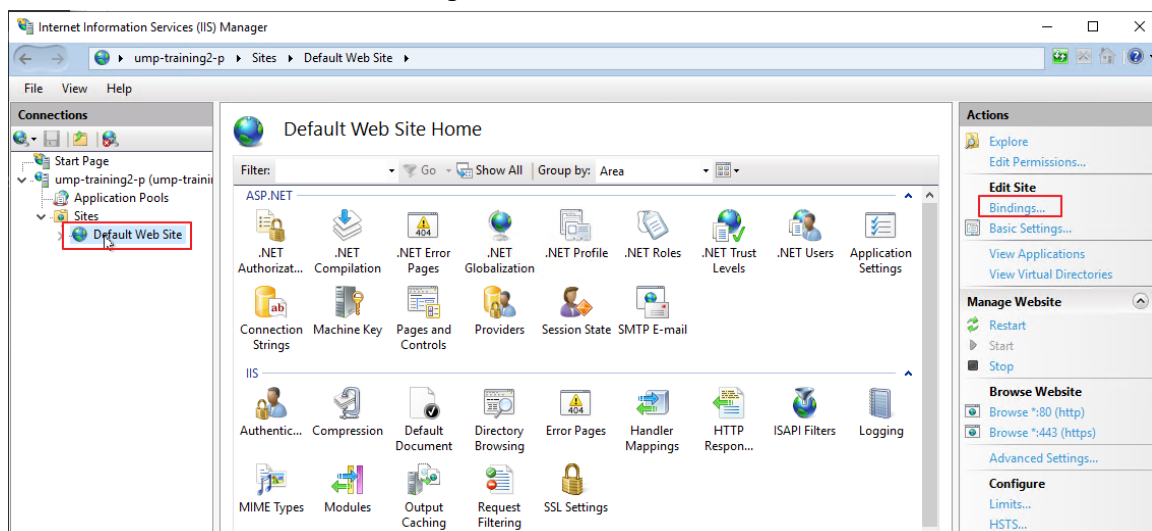 Internet Information Services (IIS) Manager
ump-training2-p Sites Default Web Site
File View Help
Connections
Start Page
ump-training2-p (ump-trainin
Application Pools
Sites
Default Web Site
Default Web Site Home
Filter: Go Show All Group by: Area
ASP.NET
.NET Authorizat...
.NET Compilation
.NET Error Pages
.NET Globalization
.NET Profile
.NET Roles
.NET Trust Levels
.NET Users
Application Settings
Connection Strings
Machine Key
Pages and Controls
Providers
Session State
SMTP E-mail
IIS
Authentic...
Compression
Default Document
Directory Browsing
Error Pages
Handler Mappings
HTTP Respon...
ISAPI Filters
Logging
MIME Types
Modules
Output Caching
Request Filtering
SSL Settings
Actions
Explore
Edit Permissions...
Edit Site
Bindings...
Basic Settings...
View Applications
View Virtual Directories
Manage Website
Restart
Start
Stop
Browse Website
Browse *:80 (http)
Browse *:443 (https)
Advanced Settings...
Configure
Limits...
HSTS...